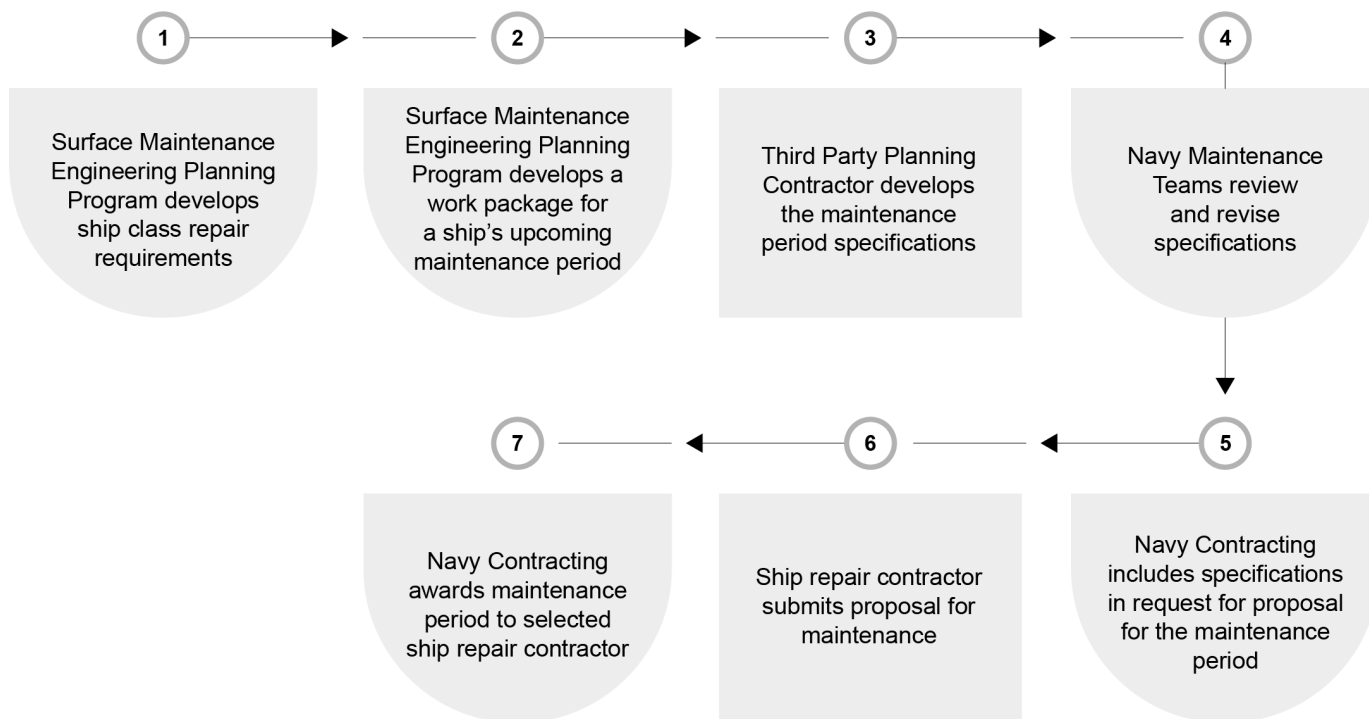 1
2
3
4
Surface Maintenance
Engineering Planning
Program develops
ship class repair
requirements
Surface Maintenance
Engineering Planning
Program develops a
work package for
a ship’s upcoming
maintenance period
Third Party Planning
Contractor develops
the maintenance
period specifications
Navy Maintenance
Teams review
and revise
specifications
5
Navy Contracting
includes specifications
in request for proposal
for the maintenance
period
6
Ship repair contractor
submits proposal for
maintenance
7
Navy Contracting
awards maintenance
period to selected
ship repair contractor